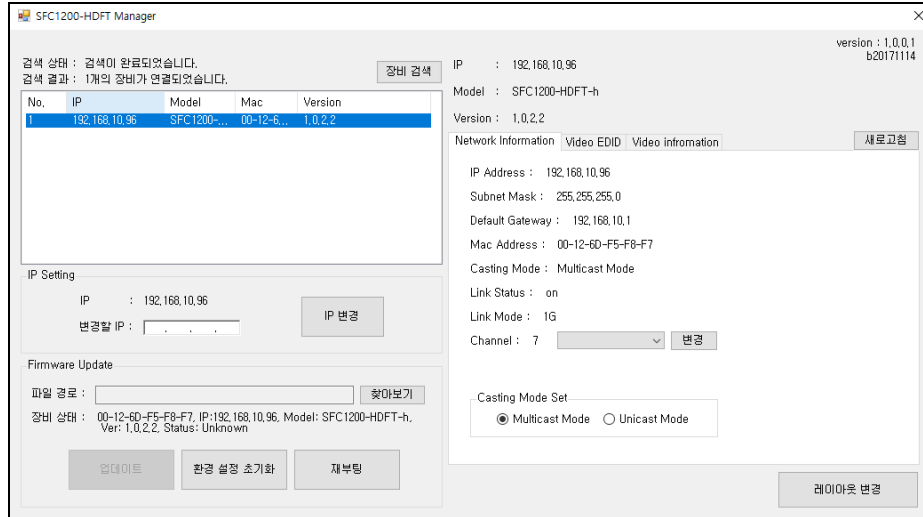 SFC1200-HDFT Manager
version : 1,0,0,1
b20171114
검색 상태 : 검색이 완료되었습니다.
검색 결과 : 1개의 장비가 연결되었습니다.
장비 검색
No, IP Model Mac Version
1 192,168,10,96 SFC1200-... 00-12-6... 1,0,2,2
IP Setting
IP : 192,168,10,96
변경할 IP : . . .
IP 변경
Firmware Update
파일 경로 :
찾아보기
장비 상태 : 00-12-6D-F5-F8-F7, IP:192,168,10,96, Model: SFC1200-HDFT-h,
Ver: 1,0,2,2, Status: Unknown
업데이트
환경 설정 초기화
재부팅
IP : 192,168,10,96
Model : SFC1200-HDFT-h
Version : 1,0,2,2
Network Information Video EDID Video infromation
새로고침
IP Address : 192,168,10,96
Subnet Mask : 255,255,255,0
Default Gateway : 192,168,10,1
Mac Address : 00-12-6D-F5-F8-F7
Casting Mode : Multicast Mode
Link Status : on
Link Mode : 1G
Channel : 7
변경
Casting Mode Set
Multicast Mode Unicast Mode
레이아웃 변경